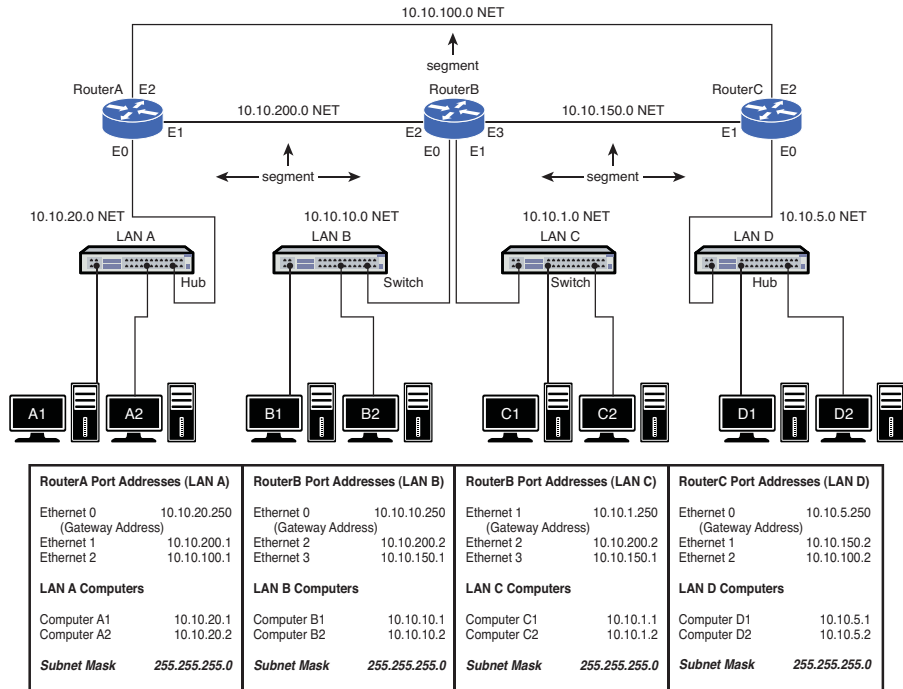 10.10.100.0 NET
segment
RouterA E2
RouterB
RouterC E2
10.10.200.0 NET
10.10.150.0 NET
E1
E2
E3
E1
E0
E0
E1
E0
segment
segment
10.10.20.0 NET
10.10.10.0 NET
10.10.1.0 NET
10.10.5.0 NET
LAN A
LAN B
LAN C
LAN D
Hub
Switch
Switch
Hub
A1
A2
B1
B2
C1
C2
D1
D2
RouterA Port Addresses (LAN A)
Ethernet 0 10.10.20.250
(Gateway Address)
Ethernet 1 10.10.200.1
Ethernet 2 10.10.100.1
LAN A Computers
Computer A1 10.10.20.1
Computer A2 10.10.20.2
Subnet Mask 255.255.255.0
RouterB Port Addresses (LAN B)
Ethernet 0 10.10.10.250
(Gateway Address)
Ethernet 2 10.10.200.2
Ethernet 3 10.10.150.1
LAN B Computers
Computer B1 10.10.10.1
Computer B2 10.10.10.2
Subnet Mask 255.255.255.0
RouterB Port Addresses (LAN C)
Ethernet 1 10.10.1.250
(Gateway Address)
Ethernet 2 10.10.200.2
Ethernet 3 10.10.150.1
LAN C Computers
Computer C1 10.10.1.1
Computer C2 10.10.1.2
Subnet Mask 255.255.255.0
RouterC Port Addresses (LAN D)
Ethernet 0 10.10.5.250
(Gateway Address)
Ethernet 1 10.10.150.2
Ethernet 2 10.10.100.2
LAN D Computers
Computer D1 10.10.5.1
Computer D2 10.10.5.2
Subnet Mask 255.255.255.0